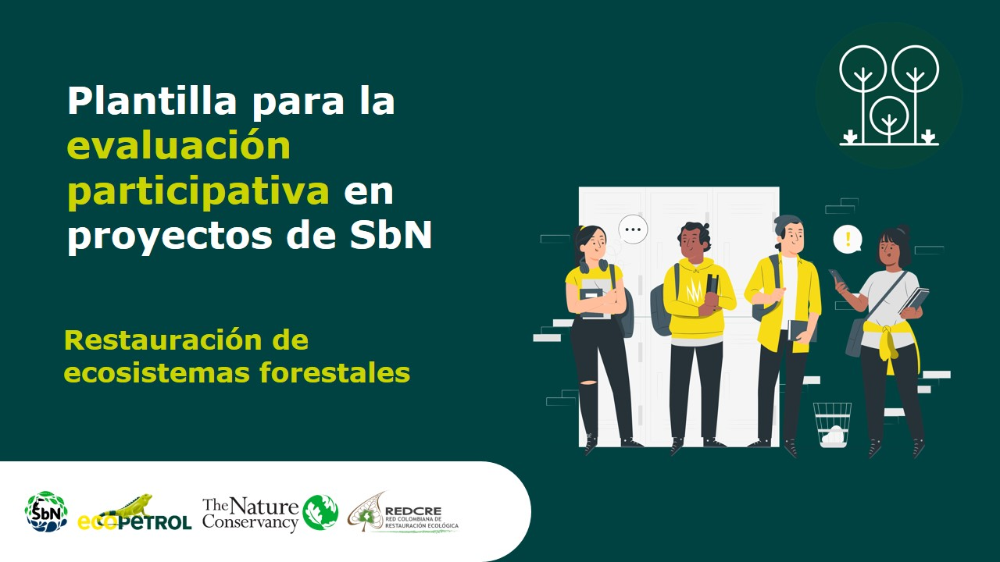 Plantilla para la
evaluación
participativa en
proyectos de SbN
Restauración de
ecosistemas forestales
SbN
ecoPETROL
The Nature
Conservancy
REDCRE
RED COLOMBIANA DE
RESTAURACIÓN ECOLÓGICA